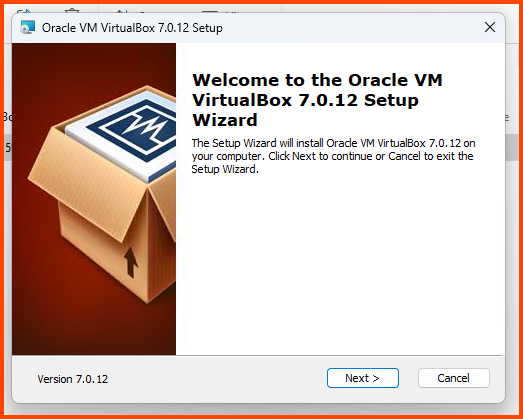 Oracle VM VirtualBox 7.0.12 Setup
Welcome to the Oracle VM
VirtualBox 7.0.12 Setup
Wizard
The Setup Wizard will install Oracle VM VirtualBox 7.0.12 on
your computer. Click Next to continue or Cancel to exit the
Setup Wizard.
Version 7.0.12
Next >
Cancel